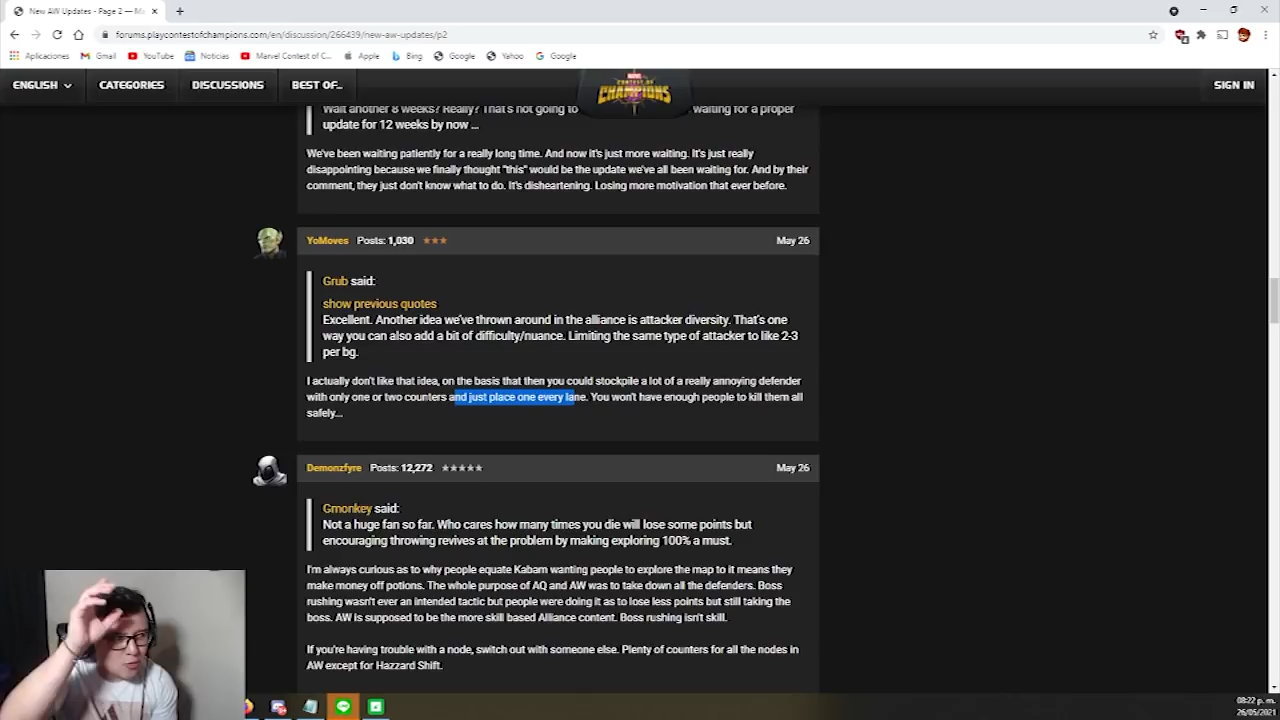 New AW Updates - Page 2 — Ma
forums.playcontestofchampions.com/en/discussion/266439/new-aw-updates/p2
Aplicaciones
Gmail
YouTube
Noticias
Marvel Contest of C...
Apple
Bing
Google
Yahoo
Google
ENGLISH
CATEGORIES
DISCUSSIONS
BEST OF...
MARVEL
CONTEST OF
CHAMPIONS
SIGN IN
Wait another 8 weeks? Really? That's not going to waiting for a proper
update for 12 weeks by now ...
We've been waiting patiently for a really long time. And now it's just more waiting. It's just really
disappointing because we finally thought "this" would be the update we've all been waiting for. And by their
comment, they just don't know what to do. It's disheartening. Losing more motivation that ever before.
YoMoves Posts: 1,030 ★★★ May 26
Grub said:
show previous quotes
Excellent. Another idea we've thrown around in the alliance is attacker diversity. That's one
way you can also add a bit of difficulty/nuance. Limiting the same type of attacker to like 2-3
per bg.
I actually don't like that idea, on the basis that then you could stockpile a lot of a really annoying defender
with only one or two counters and just place one every lane. You won't have enough people to kill them all
safely...
Demonzfyre Posts: 12,272 ★★★★★ May 26
Gmonkey said:
Not a huge fan so far. Who cares how many times you die will lose some points but
encouraging throwing revives at the problem by making exploring 100% a must.
I'm always curious as to why people equate Kabam wanting people to explore the map to it means they
make money off potions. The whole purpose of AQ and AW was to take down all the defenders. Boss
rushing wasn't ever an intended tactic but people were doing it as to lose less points but still taking the
boss. AW is supposed to be the more skill based Alliance content. Boss rushing isn't skill.
If you're having trouble with a node, switch out with someone else. Plenty of counters for all the nodes in
AW except for Hazzard Shift.
08:22 p. m.
26/05/2021